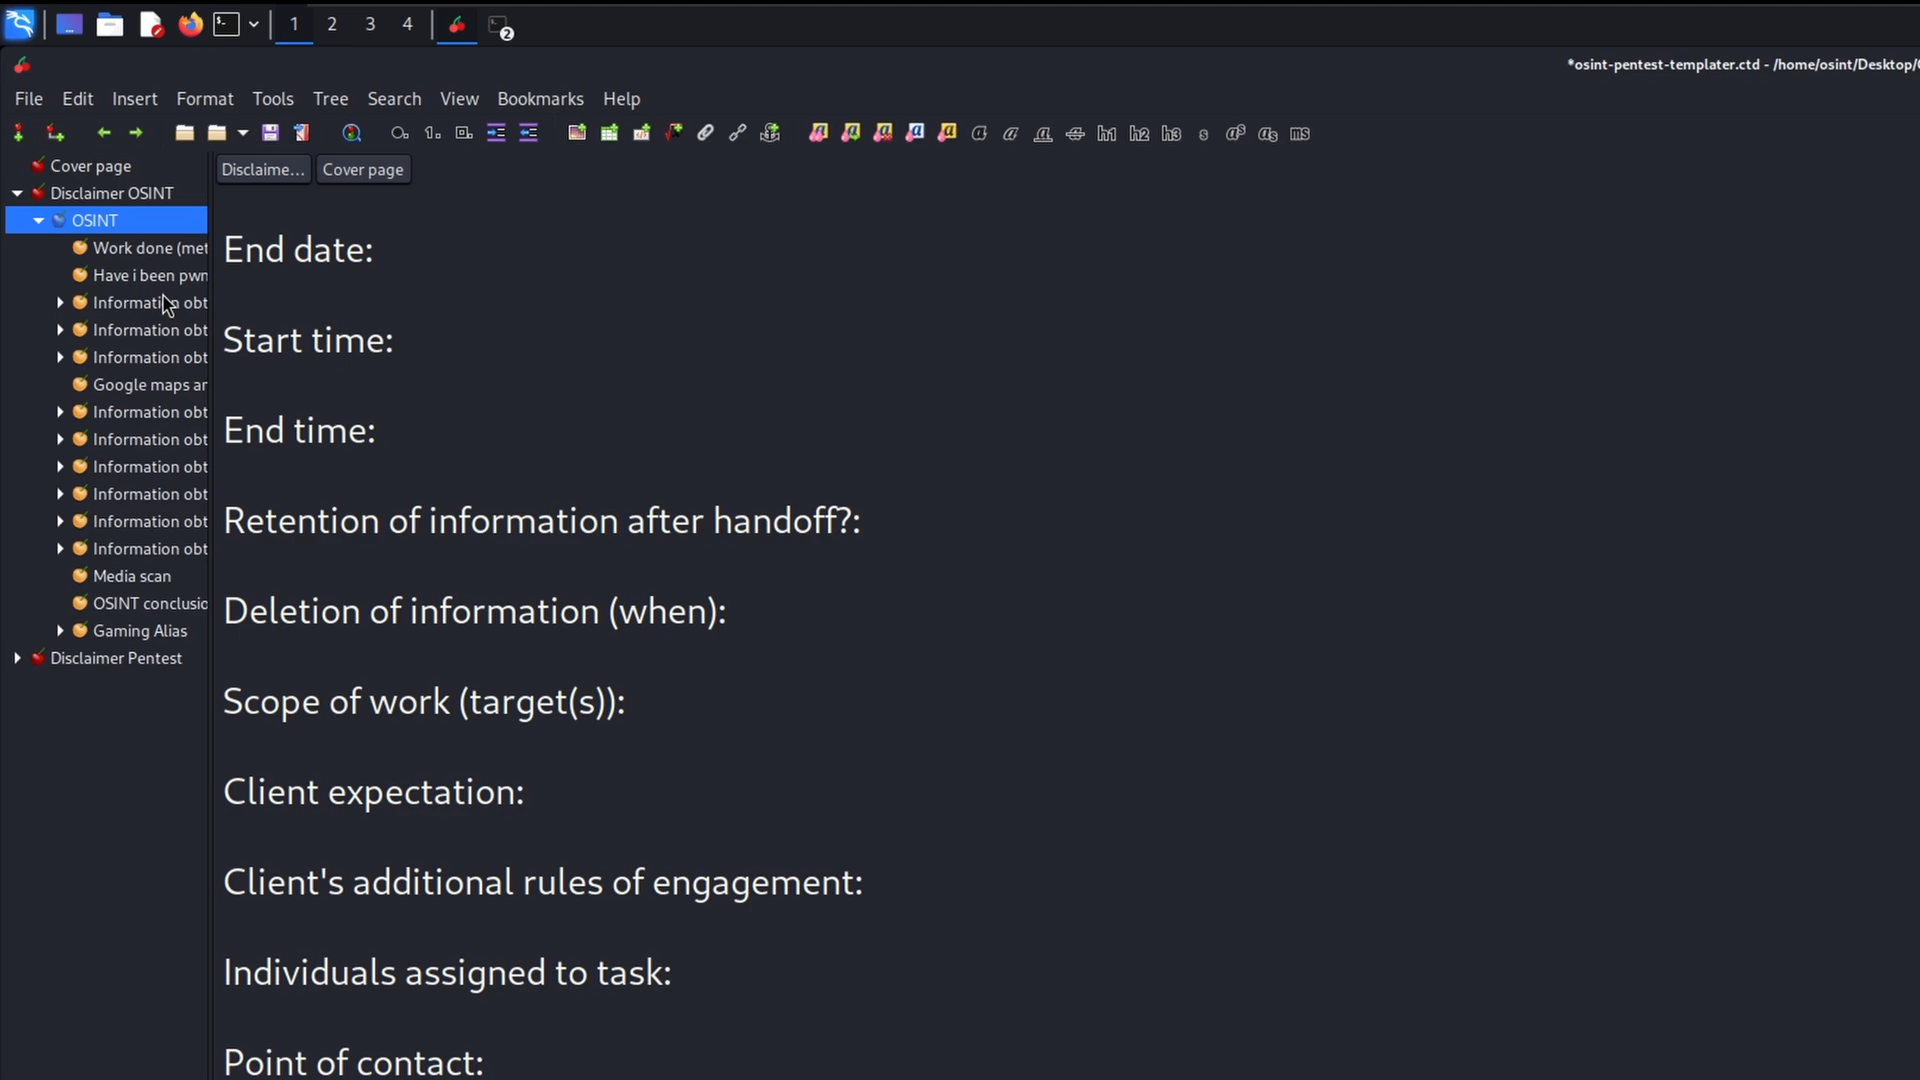 1 2 3 4 2
*osint-pentest-templater.ctd - /home/osint/Desktop/
File Edit Insert Format Tools Tree Search View Bookmarks Help
h1 h2 h3 s ms
Cover page
Disclaimer OSINT
OSINT
Work done (met
Have i been pwn
Information obt
Information obt
Information obt
Google maps ar
Information obt
Information obt
Information obt
Information obt
Information obt
Information obt
Media scan
OSINT conclusio
Gaming Alias
Disclaimer Pentest
Disclaime... Cover page
End date:
Start time:
End time:
Retention of information after handoff?:
Deletion of information (when):
Scope of work (target(s)):
Client expectation:
Client's additional rules of engagement:
Individuals assigned to task:
Point of contact: